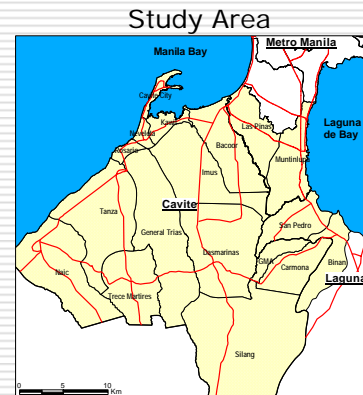 Study Area
Manila Bay
Metro Manila
Cavite City
Laguna
de Bay
Kawit
Noveleta
Las Pinas
Rosario
Bacoor
Muntinlupa
Imus
Cavite
Tanza
General Trias
San Pedro
Dasmarinas
GMA
Carmona
Binan
Naic
Laguna
Trece Martires
Silang
0 5 10
Km